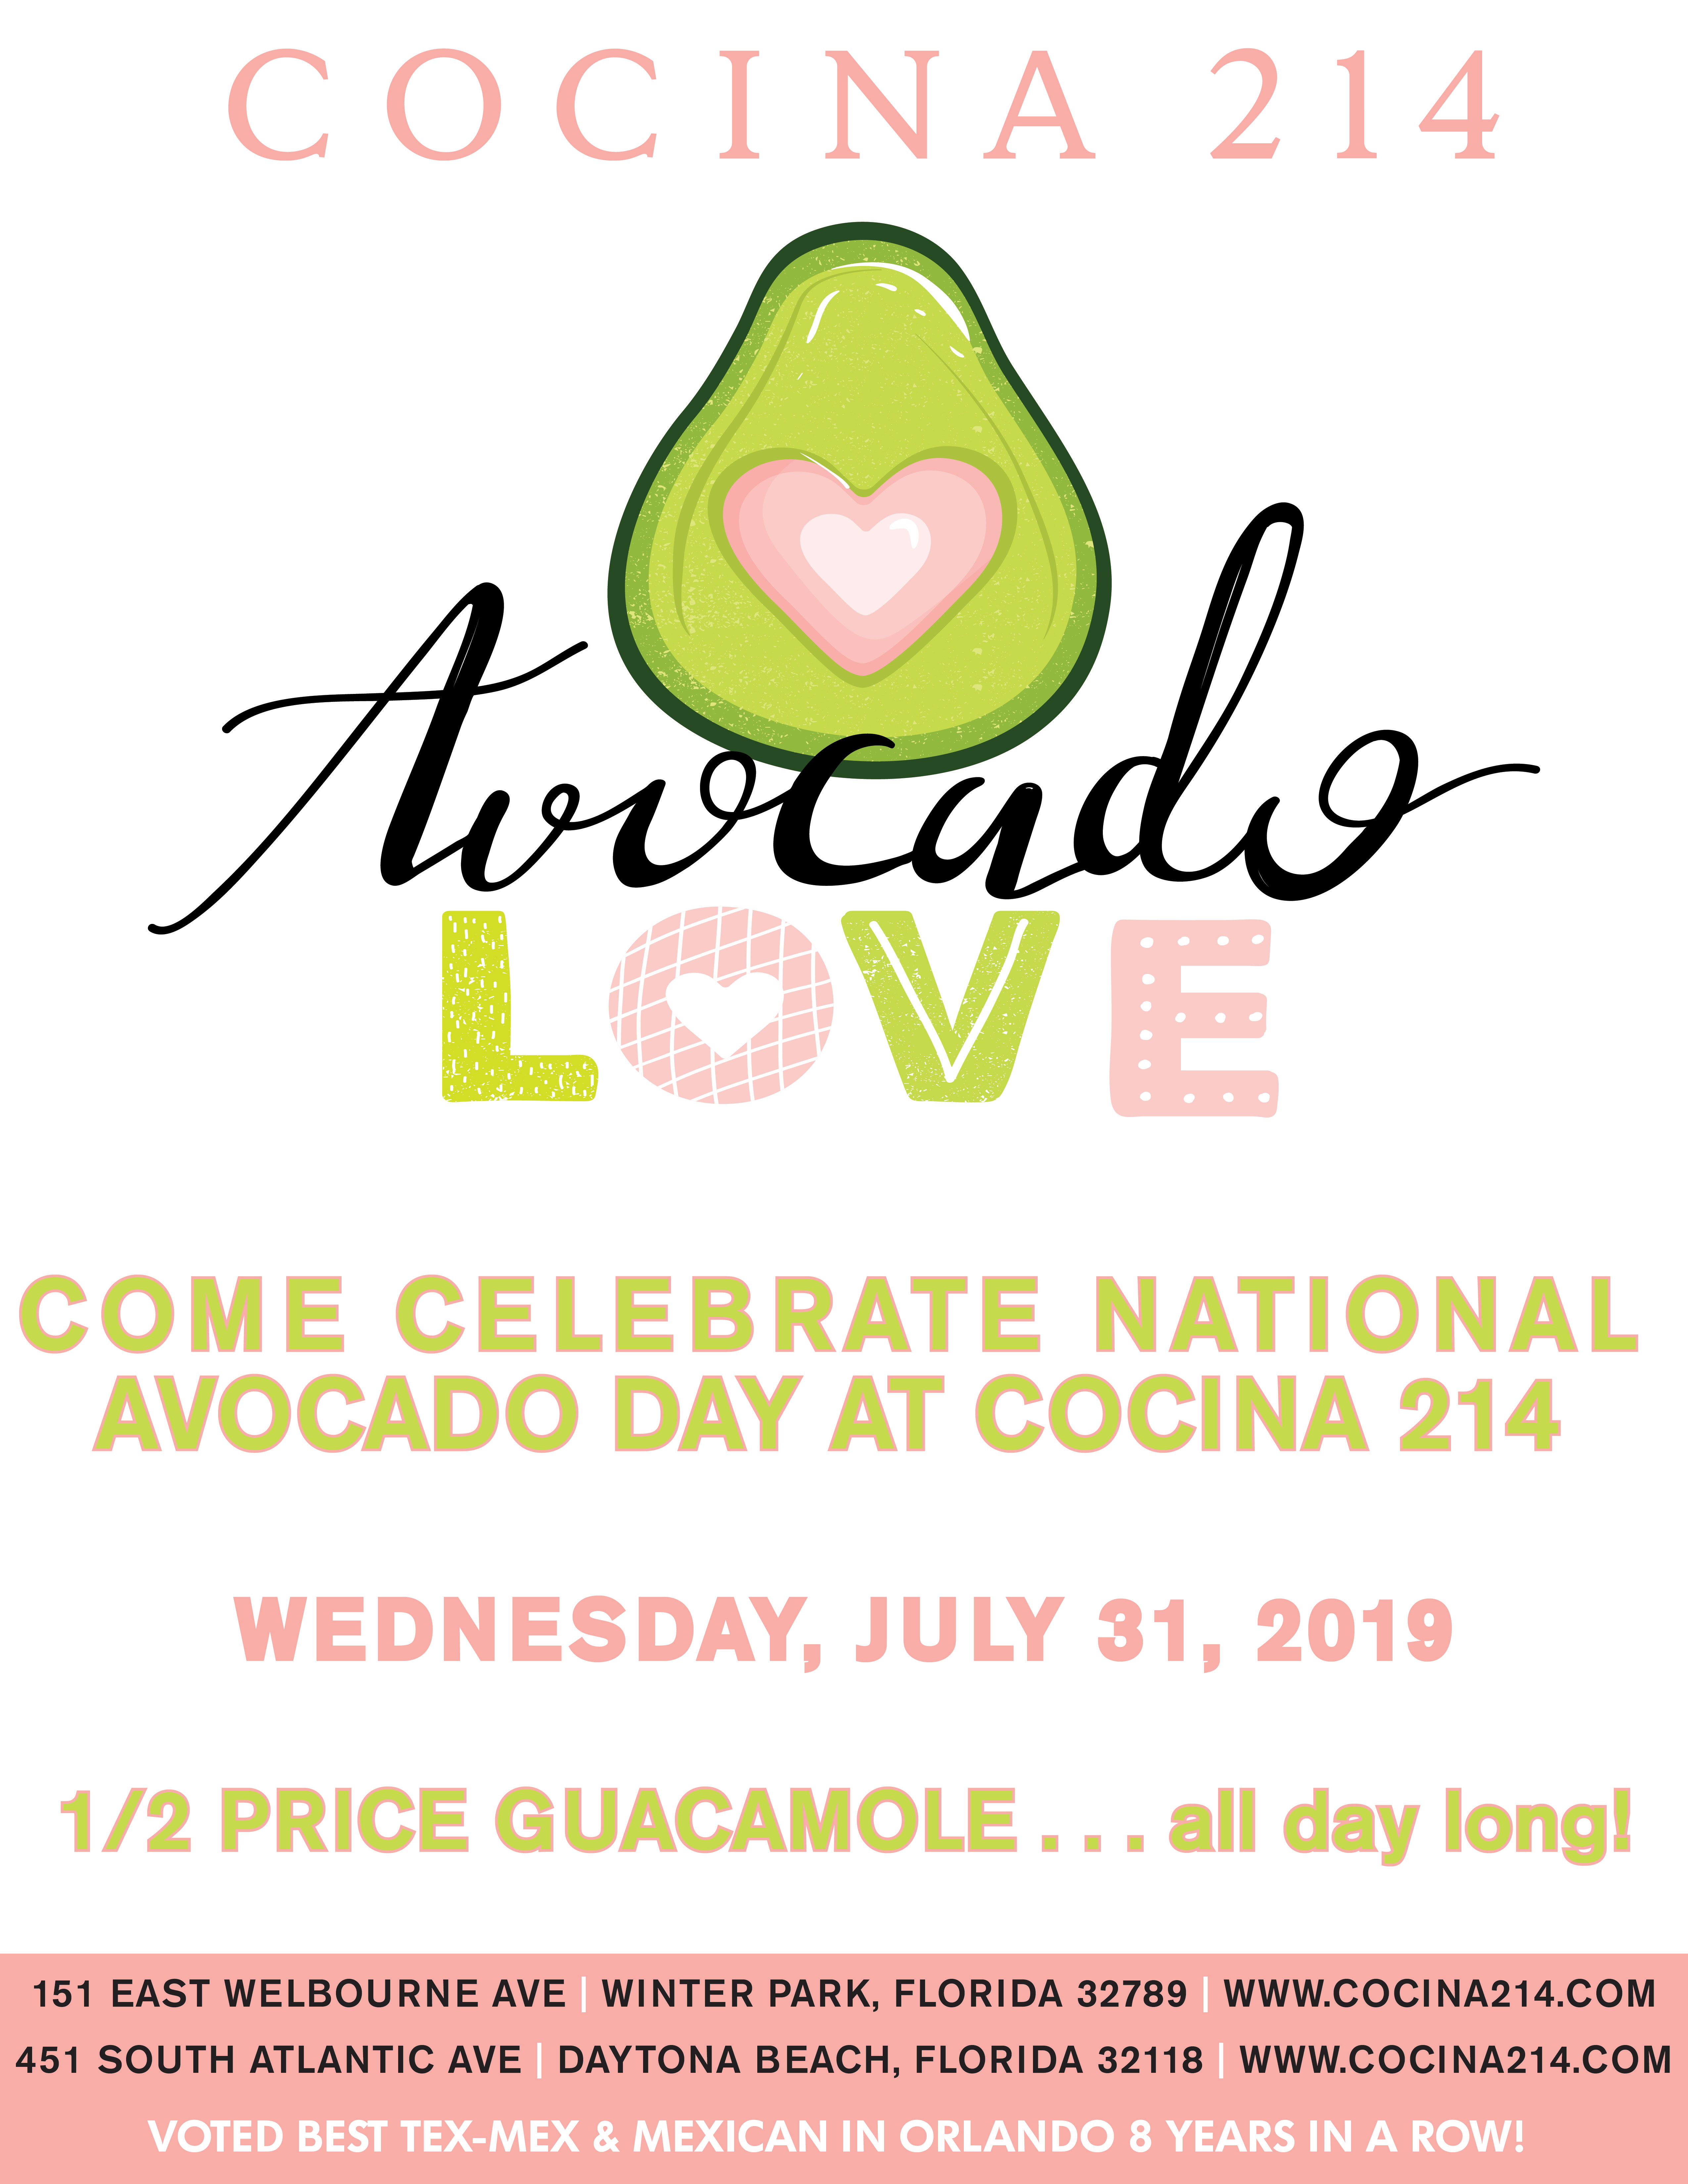 COCINA 214
Avocado
LOVE
COME CELEBRATE NATIONAL
AVOCADO DAY AT COCINA 214
WEDNESDAY, JULY 31, 2019
1/2 PRICE GUACAMOLE . . . all day long!
151 EAST WELBOURNE AVE | WINTER PARK, FLORIDA 32789 | WWW.COCINA214.COM
451 SOUTH ATLANTIC AVE | DAYTONA BEACH, FLORIDA 32118 | WWW.COCINA214.COM
VOTED BEST TEX-MEX & MEXICAN IN ORLANDO 8 YEARS IN A ROW!